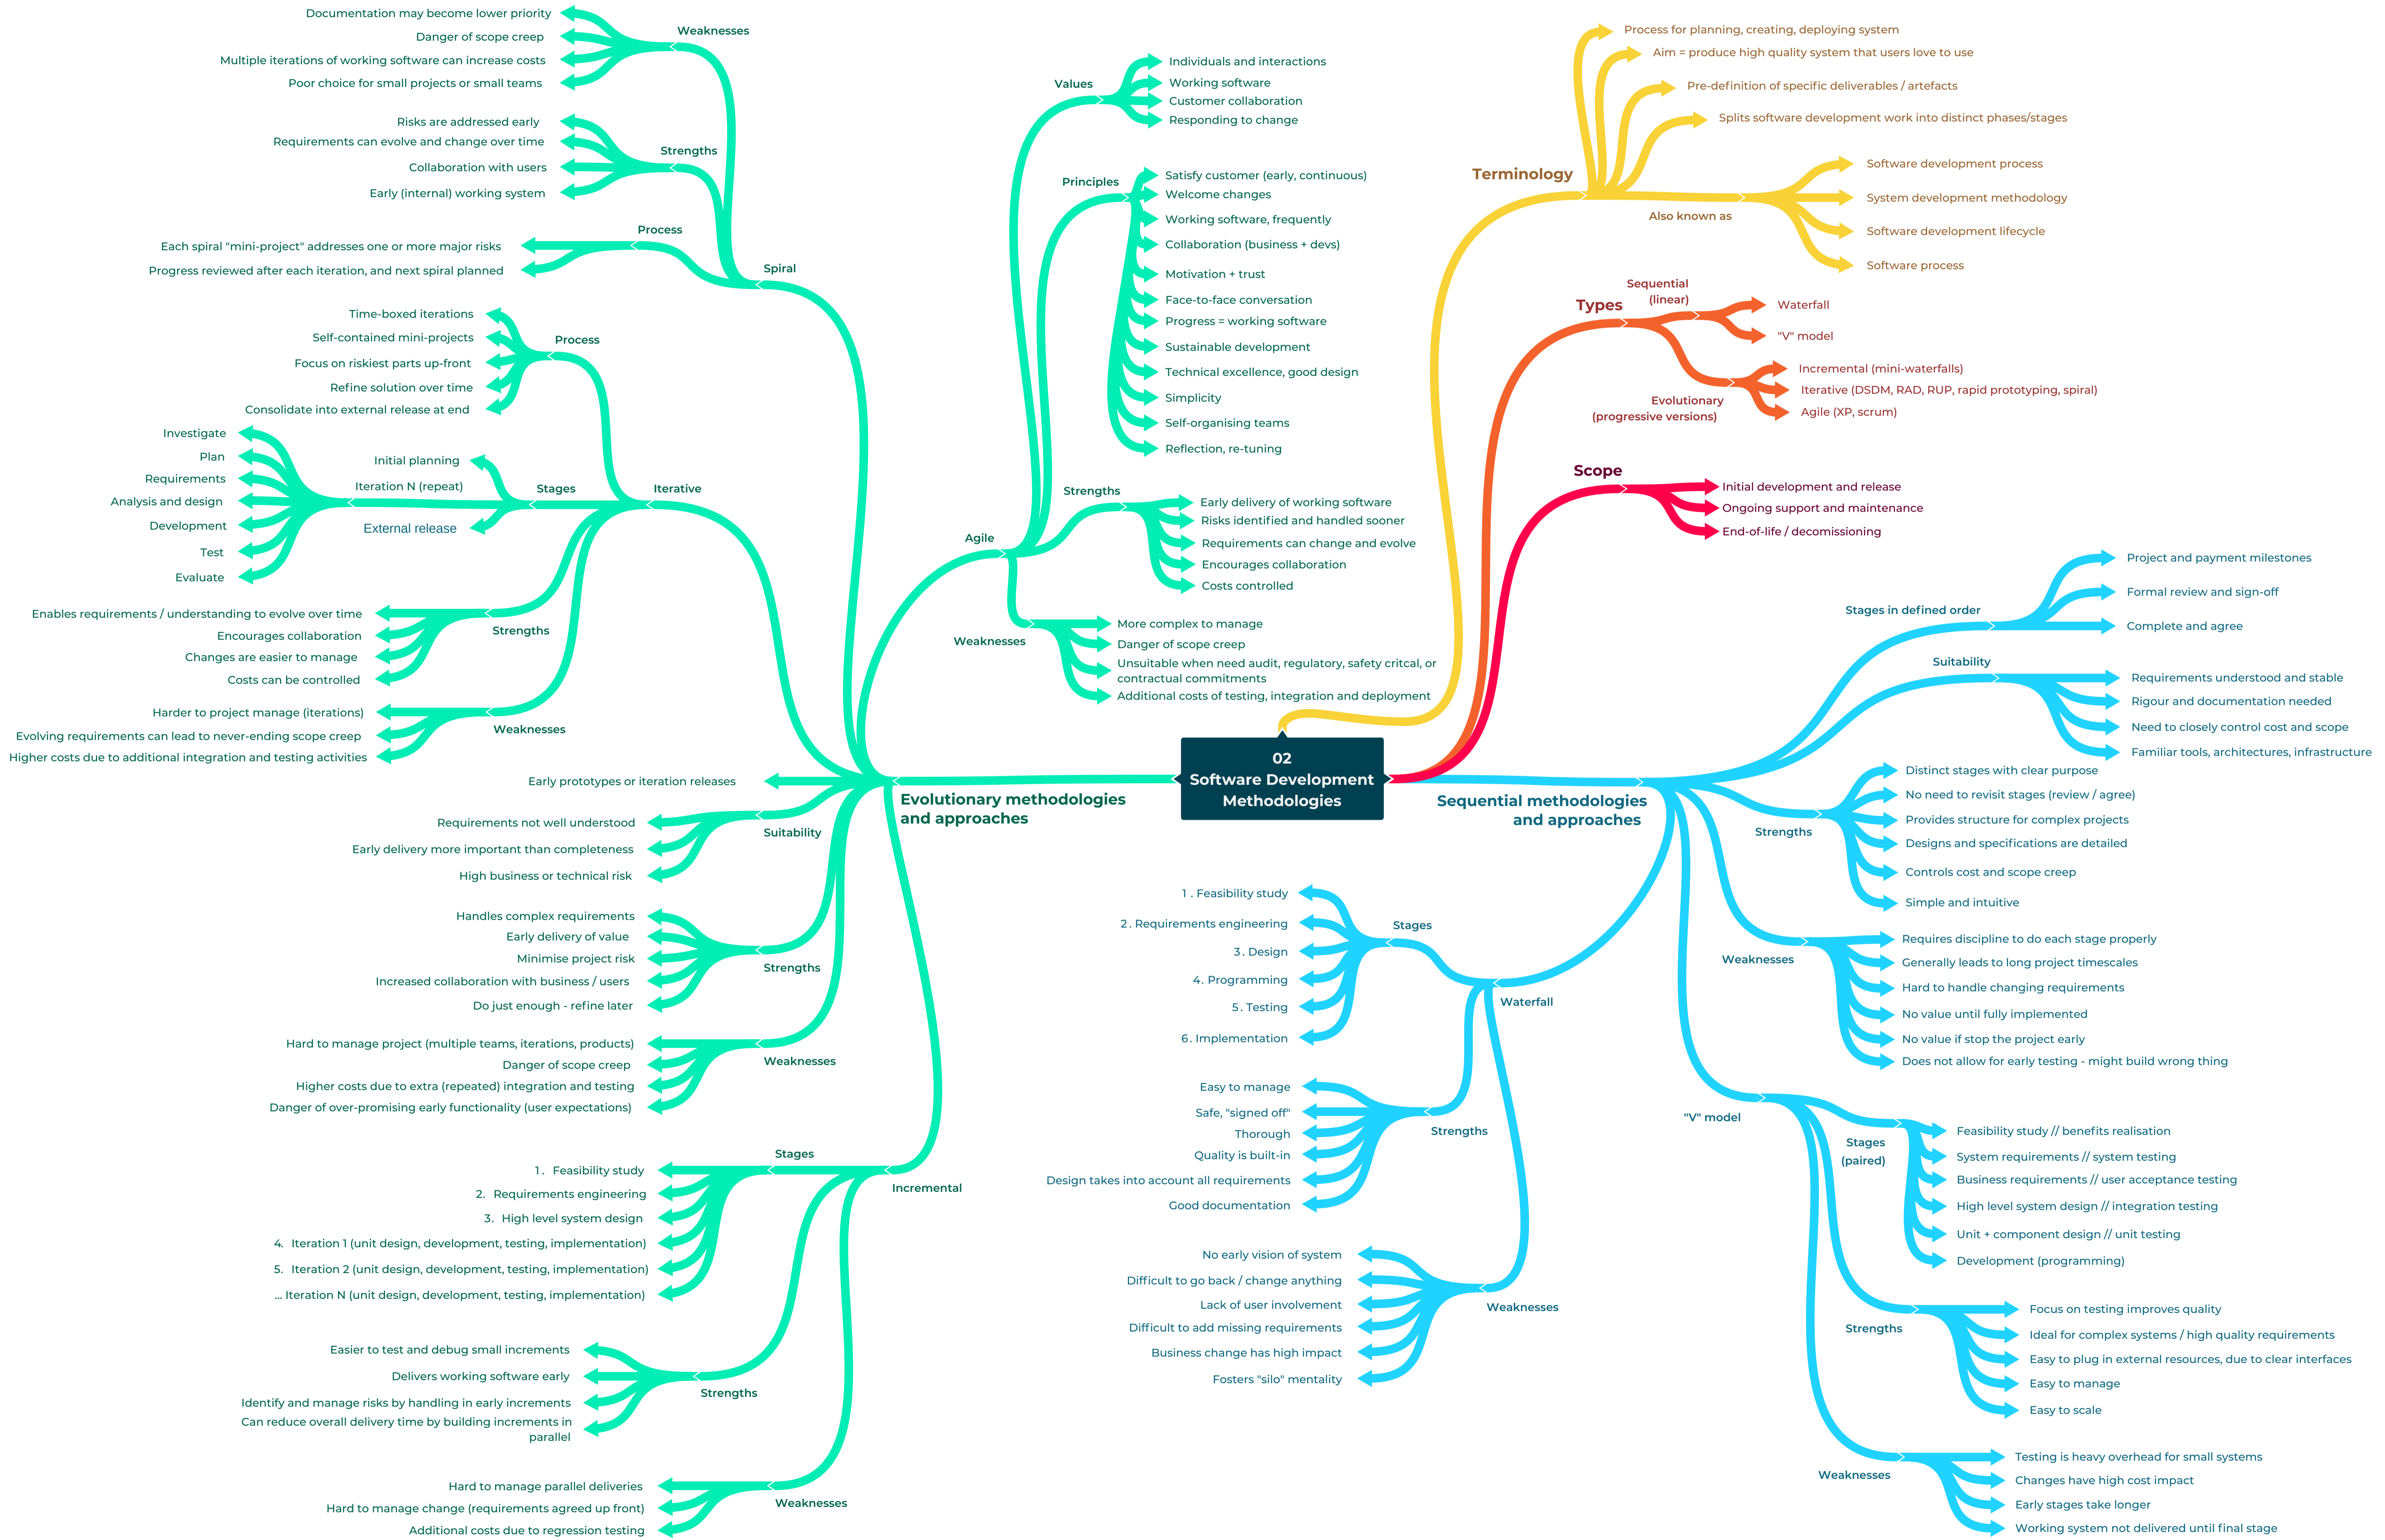 02
Software Development
Methodologies
Terminology
Process for planning, creating, deploying system
Aim = produce high quality system that users love to use
Pre-definition of specific deliverables / artefacts
Splits software development work into distinct phases/stages
Also known as
Software development process
System development methodology
Software development lifecycle
Software process
Types
Sequential
(linear)
Waterfall
"V" model
Evolutionary
(progressive versions)
Incremental (mini-waterfalls)
Iterative (DSDM, RAD, RUP, rapid prototyping, spiral)
Agile (XP, scrum)
Scope
Initial development and release
Ongoing support and maintenance
End-of-life / decomissioning
Sequential methodologies
and approaches
Stages in defined order
Project and payment milestones
Formal review and sign-off
Complete and agree
Suitability
Requirements understood and stable
Rigour and documentation needed
Need to closely control cost and scope
Familiar tools, architectures, infrastructure
Strengths
Distinct stages with clear purpose
No need to revisit stages (review / agree)
Provides structure for complex projects
Designs and specifications are detailed
Controls cost and scope creep
Simple and intuitive
Weaknesses
Requires discipline to do each stage properly
Generally leads to long project timescales
Hard to handle changing requirements
No value until fully implemented
No value if stop the project early
Does not allow for early testing - might build wrong thing
"V" model
Stages
(paired)
Feasibility study // benefits realisation
System requirements // system testing
Business requirements // user acceptance testing
High level system design // integration testing
Unit + component design // unit testing
Development (programming)
Strengths
Focus on testing improves quality
Ideal for complex systems / high quality requirements
Easy to plug in external resources, due to clear interfaces
Easy to manage
Easy to scale
Weaknesses
Testing is heavy overhead for small systems
Changes have high cost impact
Early stages take longer
Working system not delivered until final stage
Waterfall
Stages
1. Feasibility study
2. Requirements engineering
3. Design
4. Programming
5. Testing
6. Implementation
Strengths
Easy to manage
Safe, "signed off"
Thorough
Quality is built-in
Design takes into account all requirements
Good documentation
Weaknesses
No early vision of system
Difficult to go back / change anything
Lack of user involvement
Difficult to add missing requirements
Business change has high impact
Fosters "silo" mentality
Evolutionary methodologies
and approaches
Agile
Values
Individuals and interactions
Working software
Customer collaboration
Responding to change
Principles
Satisfy customer (early, continuous)
Welcome changes
Working software, frequently
Collaboration (business + devs)
Motivation + trust
Face-to-face conversation
Progress = working software
Sustainable development
Technical excellence, good design
Simplicity
Self-organising teams
Reflection, re-tuning
Strengths
Early delivery of working software
Risks identified and handled sooner
Requirements can change and evolve
Encourages collaboration
Costs controlled
Weaknesses
More complex to manage
Danger of scope creep
Unsuitable when need audit, regulatory, safety critcal, or
contractual commitments
Additional costs of testing, integration and deployment
Spiral
Weaknesses
Documentation may become lower priority
Danger of scope creep
Multiple iterations of working software can increase costs
Poor choice for small projects or small teams
Strengths
Risks are addressed early
Requirements can evolve and change over time
Collaboration with users
Early (internal) working system
Process
Each spiral "mini-project" addresses one or more major risks
Progress reviewed after each iteration, and next spiral planned
Iterative
Process
Time-boxed iterations
Self-contained mini-projects
Focus on riskiest parts up-front
Refine solution over time
Consolidate into external release at end
Stages
Initial planning
Iteration N (repeat)
Investigate
Plan
Requirements
Analysis and design
Development
Test
Evaluate
External release
Strengths
Enables requirements / understanding to evolve over time
Encourages collaboration
Changes are easier to manage
Costs can be controlled
Weaknesses
Harder to project manage (iterations)
Evolving requirements can lead to never-ending scope creep
Higher costs due to additional integration and testing activities
Early prototypes or iteration releases
Suitability
Requirements not well understood
Early delivery more important than completeness
High business or technical risk
Strengths
Handles complex requirements
Early delivery of value
Minimise project risk
Increased collaboration with business / users
Do just enough - refine later
Weaknesses
Hard to manage project (multiple teams, iterations, products)
Danger of scope creep
Higher costs due to extra (repeated) integration and testing
Danger of over-promising early functionality (user expectations)
Incremental
Stages
1. Feasibility study
2. Requirements engineering
3. High level system design
4. Iteration 1 (unit design, development, testing, implementation)
5. Iteration 2 (unit design, development, testing, implementation)
... Iteration N (unit design, development, testing, implementation)
Strengths
Easier to test and debug small increments
Delivers working software early
Identify and manage risks by handling in early increments
Can reduce overall delivery time by building increments in
parallel
Weaknesses
Hard to manage parallel deliveries
Hard to manage change (requirements agreed up front)
Additional costs due to regression testing